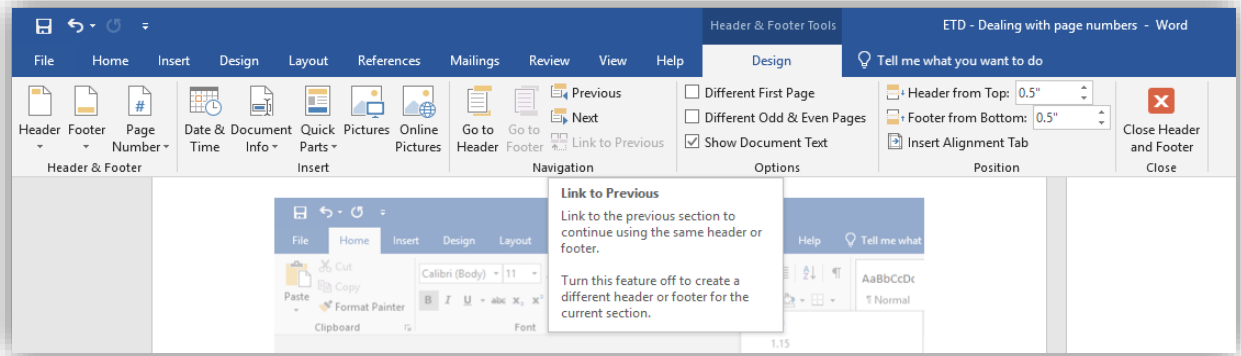 Header & Footer Tools
ETD - Dealing with page numbers - Word
File Home Insert Design Layout References Mailings Review View Help Design Tell me what you want to do
Header Footer Page Number
Header & Footer
Date & Time Document Info Quick Parts Pictures Online Pictures
Insert
Go to Header Go to Footer
Previous
Next
Link to Previous
Navigation
Different First Page
Different Odd & Even Pages
Show Document Text
Options
Header from Top: 0.5"
Footer from Bottom: 0.5"
Insert Alignment Tab
Position
Close Header and Footer
Close
Link to Previous
Link to the previous section to
continue using the same header or
footer.
Turn this feature off to create a
different header or footer for the
current section.
File Home Insert Design Layout Help Tell me what
Paste
Cut
Copy
Format Painter
Clipboard
Calibri (Body) 11
B I U abc X₂ X²
Font
AaBbCcDc
¶ Normal
1.15